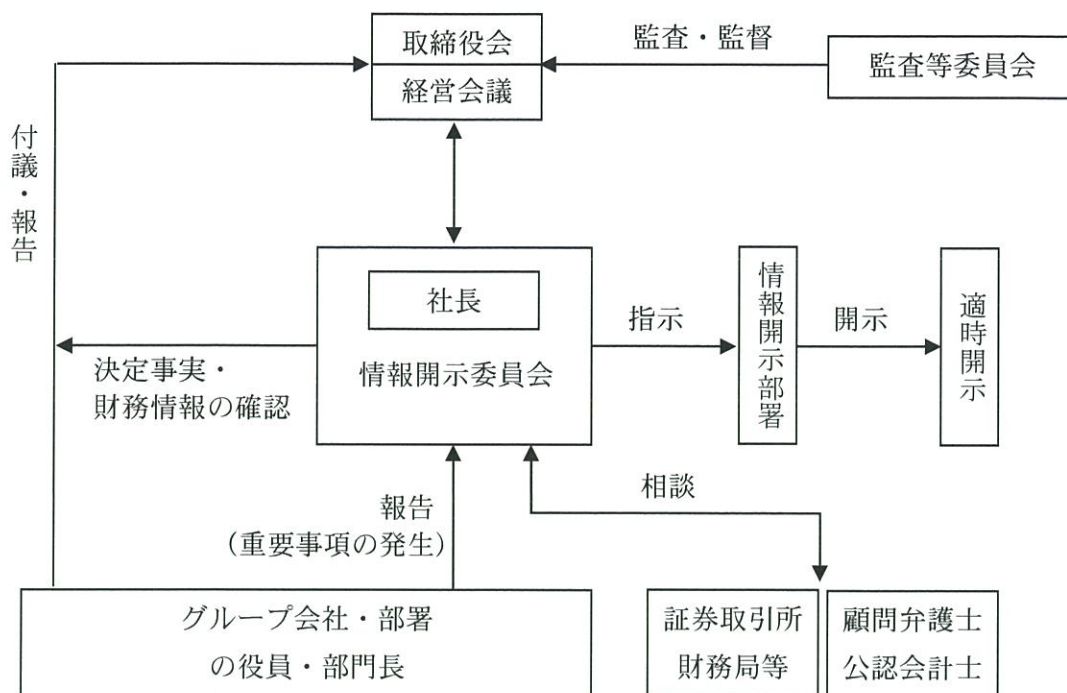 取締役会
経営会議
監査・監督
監査等委員会
付議・報告
社長
情報開示委員会
指示
情報開示部署
開示
適時開示
決定事実・
財務情報の確認
報告
（重要事項の発生）
相談
グループ会社・部署
の役員・部門長
証券取引所
財務局等
顧問弁護士
公認会計士